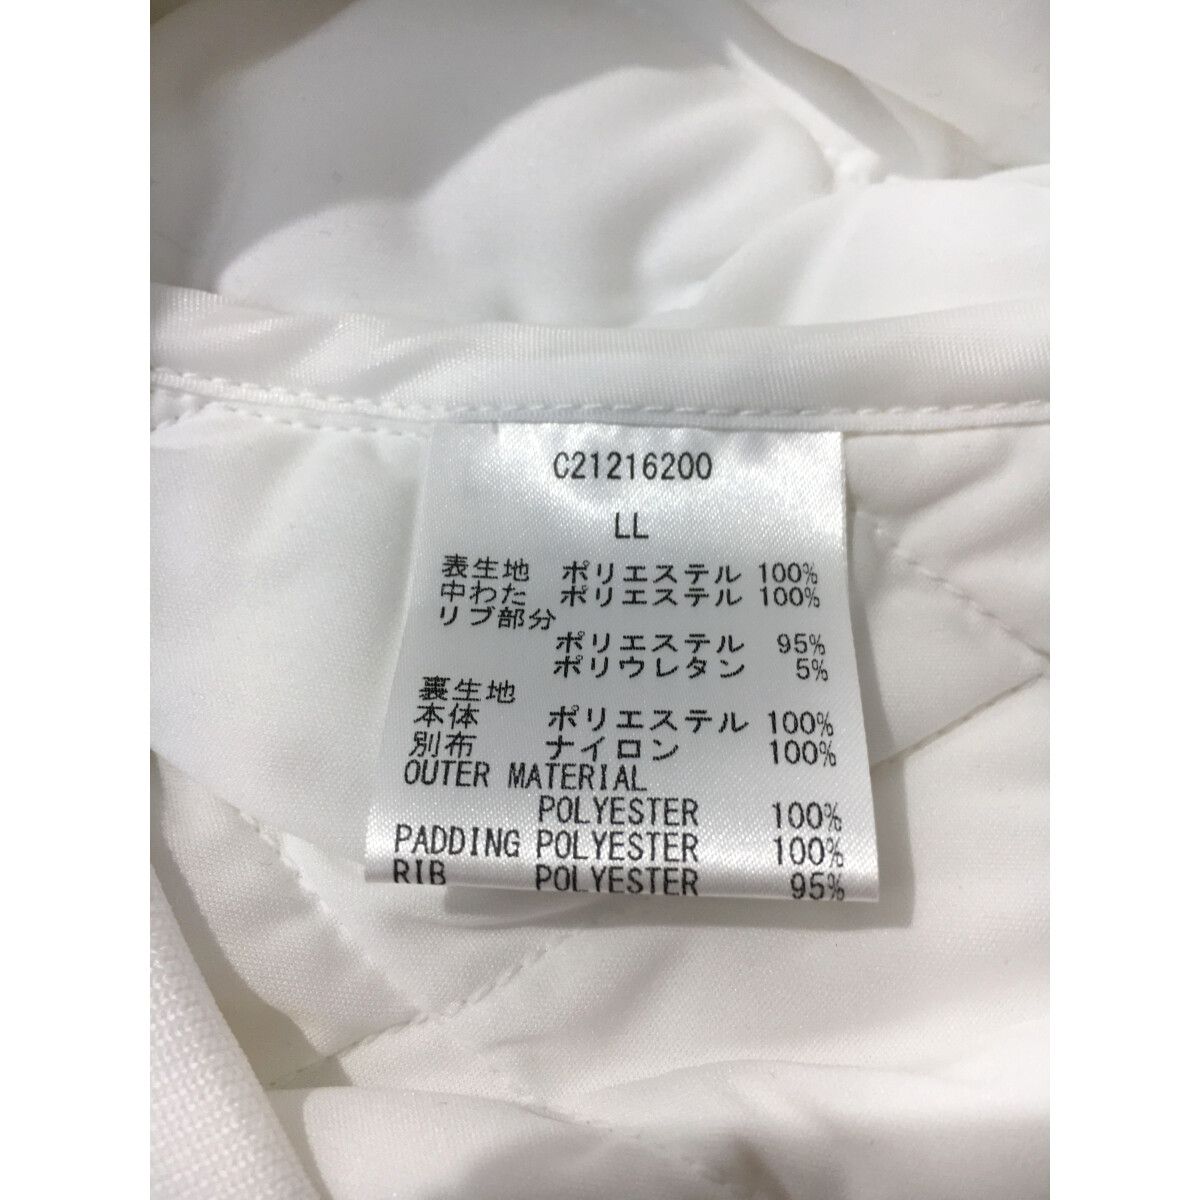 C21216200
LL
表生地 ポリエステル 100%
中わた ポリエステル 100%
リブ部分
ポリエステル 95%
ポリウレタン 5%
裏生地
本体 ポリエステル 100%
別布 ナイロン 100%
OUTER MATERIAL
POLYESTER 100%
PADDING POLYESTER 100%
RIB POLYESTER 95%